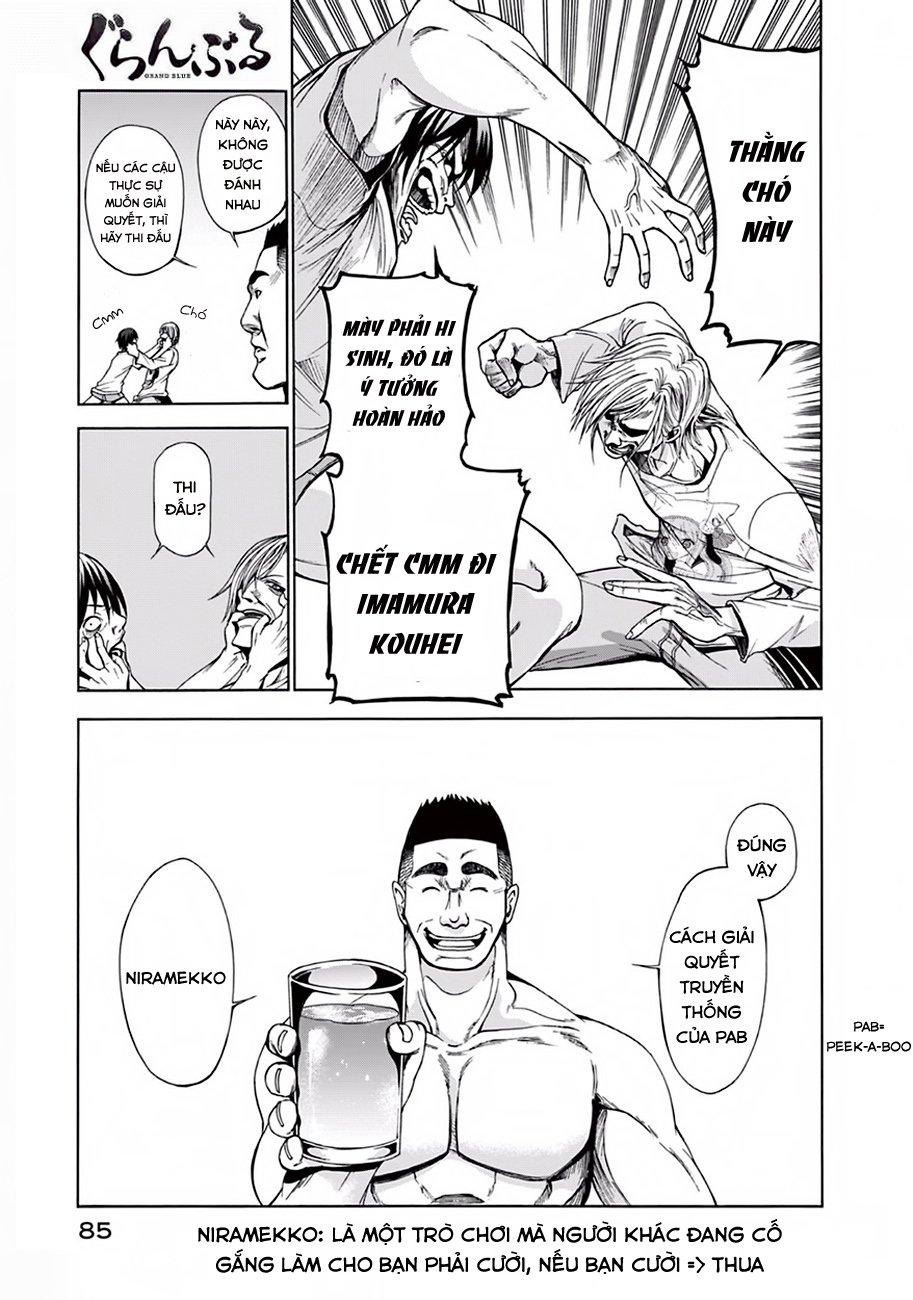 ぐらんぶる
GRAND BLUE
THẰNG
CHÓ
NÀY
MÀY PHẢI HI
SINH, ĐÓ LÀ
Ý TƯỞNG
HOÀN HẢO
CHẾT CMM ĐI
IMAMURA
KOUHEI
NÀY NÀY,
KHÔNG
ĐƯỢC
ĐÁNH
NHAU
NẾU CÁC CẬU
THỰC SỰ
MUỐN GIẢI
QUYẾT, THÌ
HÃY THI ĐẤU
Chó
Cmm
THI
ĐẤU?
ĐÚNG
VẬY
CÁCH GIẢI
QUYẾT
TRUYỀN
THỐNG
CỦA PAB
NIRAMEKKO
PAB=
PEEK-A-BOO
85
NIRAMEKKO: LÀ MỘT TRÒ CHƠI MÀ NGƯỜI KHÁC ĐANG CỐ
GẮNG LÀM CHO BẠN PHẢI CƯỜI, NẾU BẠN CƯỜI => THUA